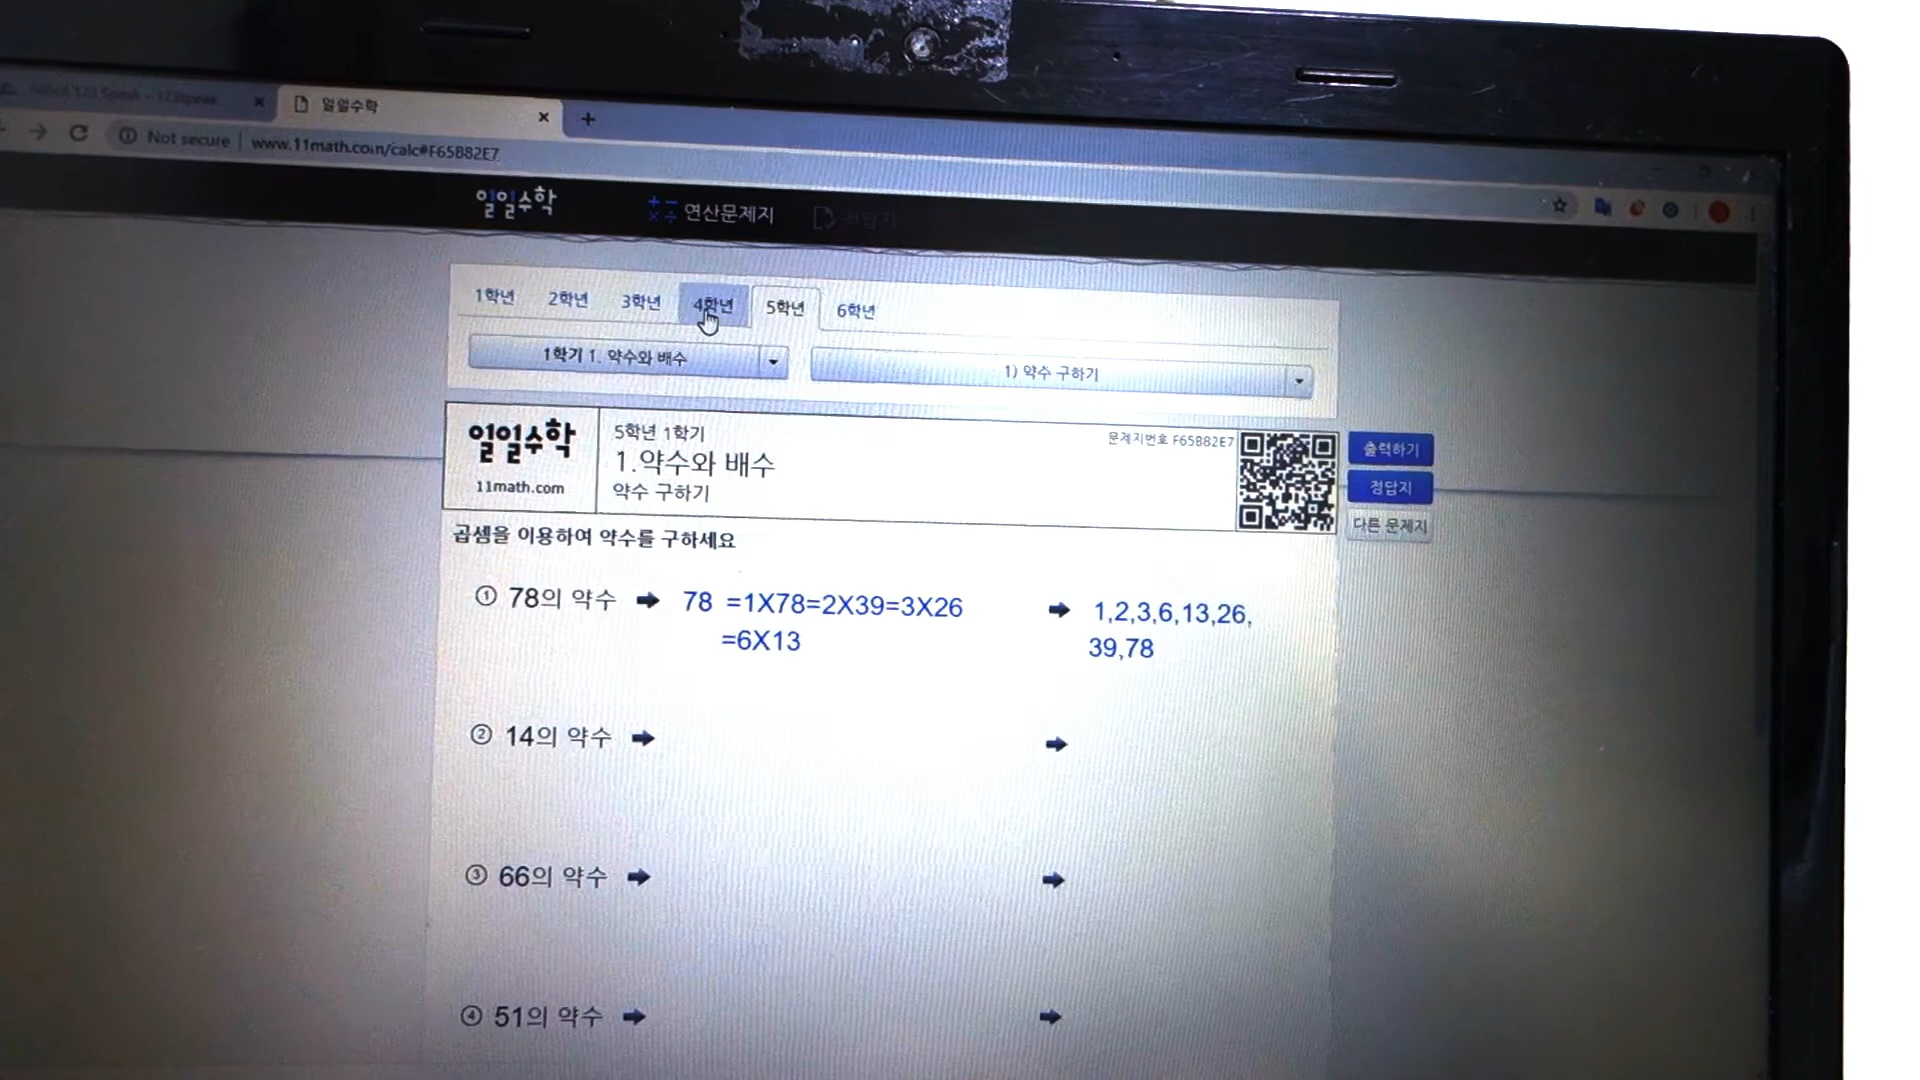 일일수학
Not secure | www.11math.com/calc#F65B82E7
일일수학
연산문제지
1학년 2학년 3학년 4학년 5학년 6학년
1학기 1. 약수와 배수
1) 약수 구하기
일일수학
11math.com
5학년 1학기
1.약수와 배수
약수 구하기
문제지번호 F65B82E7
출력하기
정답지
다른 문제지
곱셈을 이용하여 약수를 구하세요
① 78의 약수 ➡ 78 =1X78=2X39=3X26 ➡ 1,2,3,6,13,26,
=6X13 39,78
② 14의 약수 ➡ ➡
③ 66의 약수 ➡ ➡
④ 51의 약수 ➡ ➡